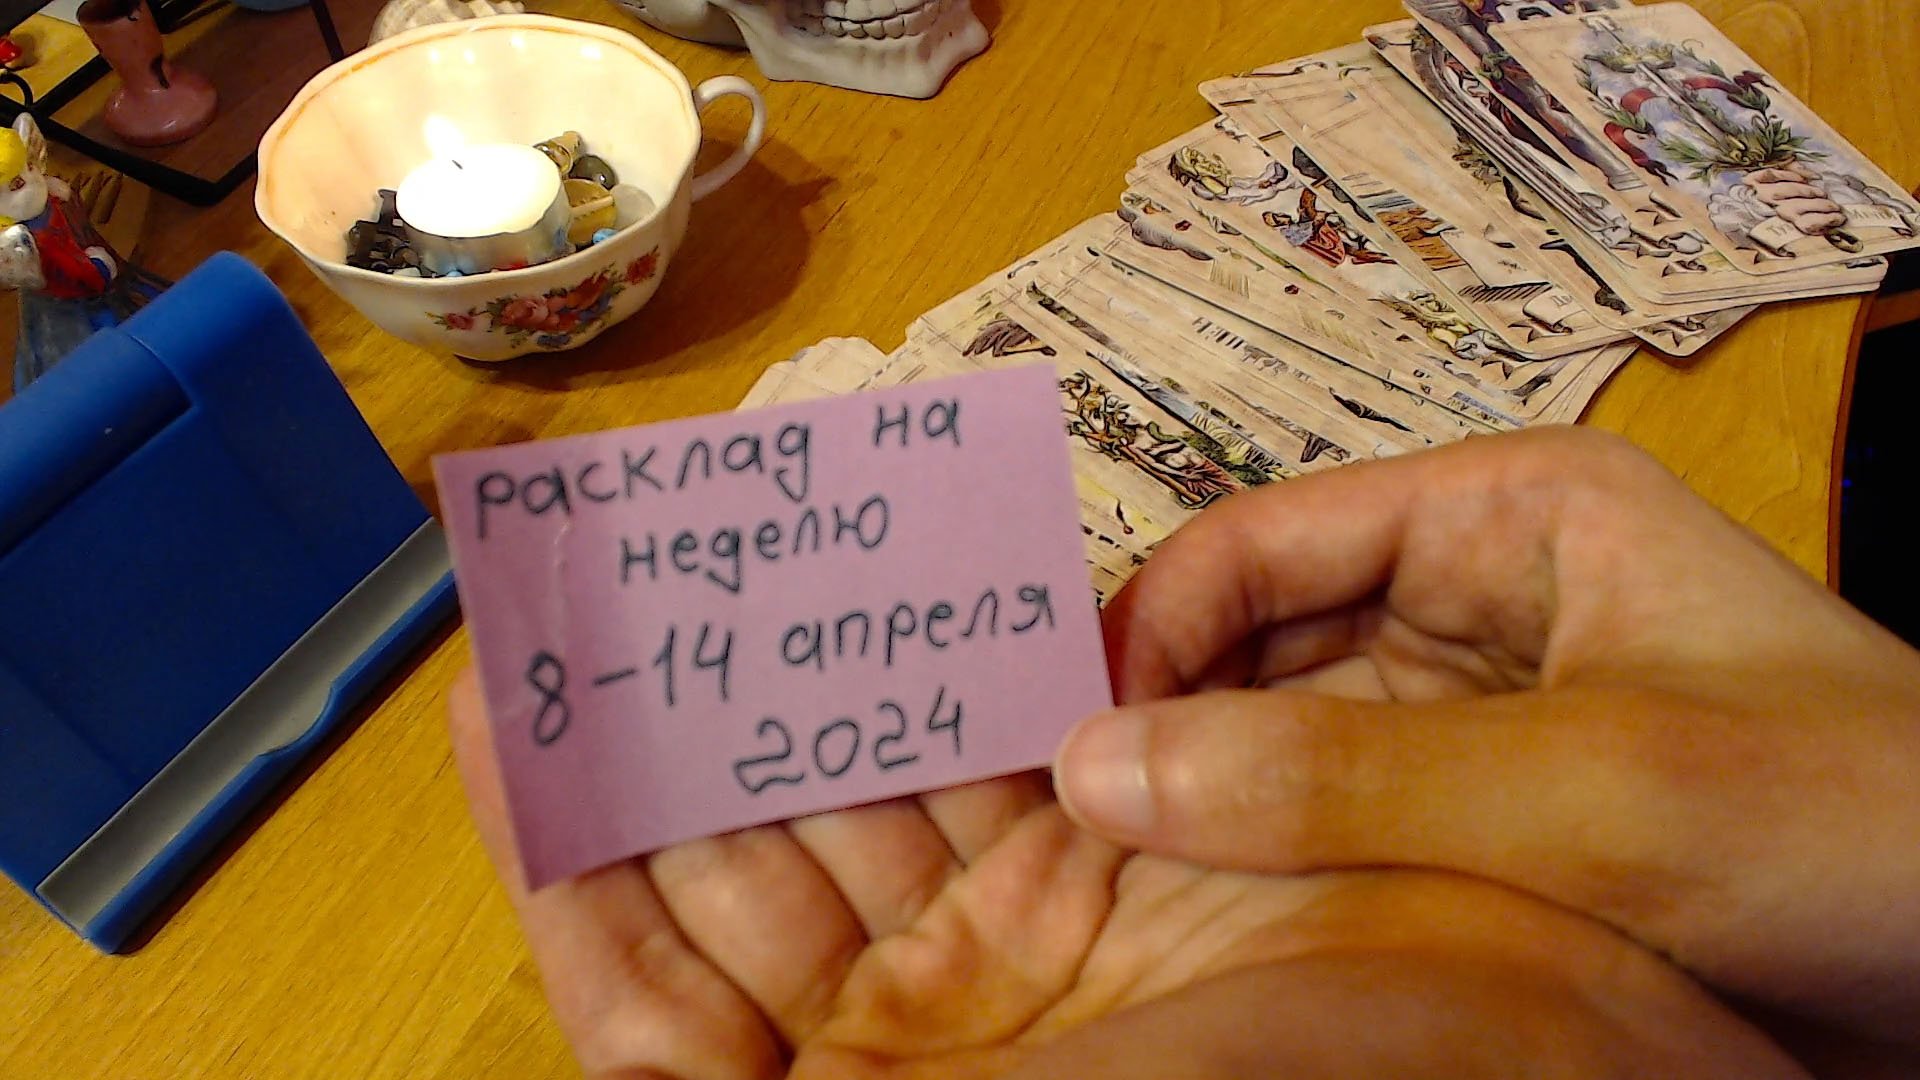 Расклад на
неделю
8-14 апреля
2024